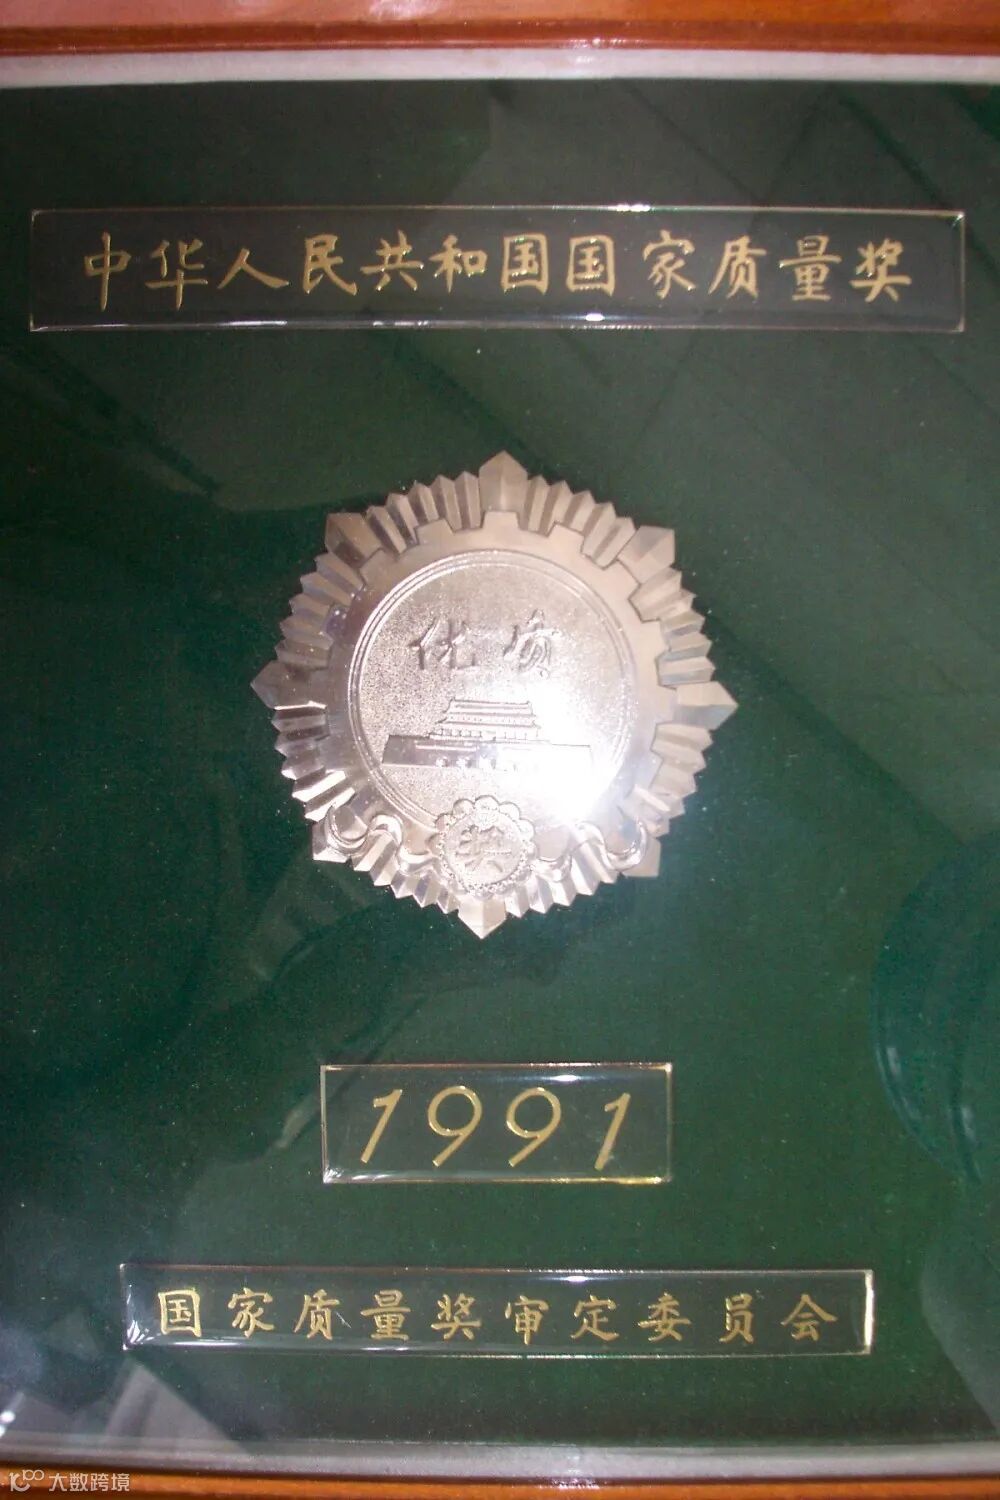 中华人民共和国国家质量奖
优质
奖
1991
国家质量奖审定委员会
大数跨境